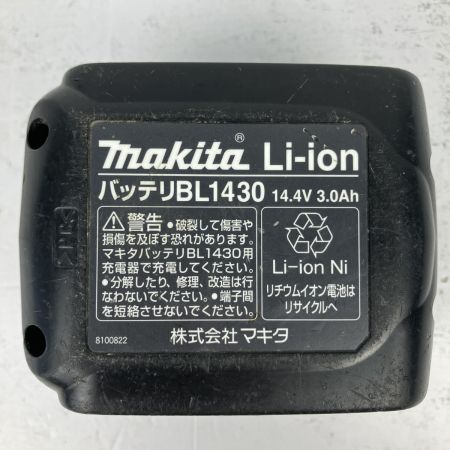 makita® Li-ion
バッテリBL1430 14.4V 3.0Ah
⚠警告 ●破裂して傷害や
損傷を及ぼす恐れがあります。
マキタバッテリBL1430用
充電器で充電してください。
●分解したり、修理、改造は行
なわないでください。●端子間
を短絡させないでください。
Li-ion Ni
リチウムイオン電池は
リサイクルへ
株式会社マキタ
8100822